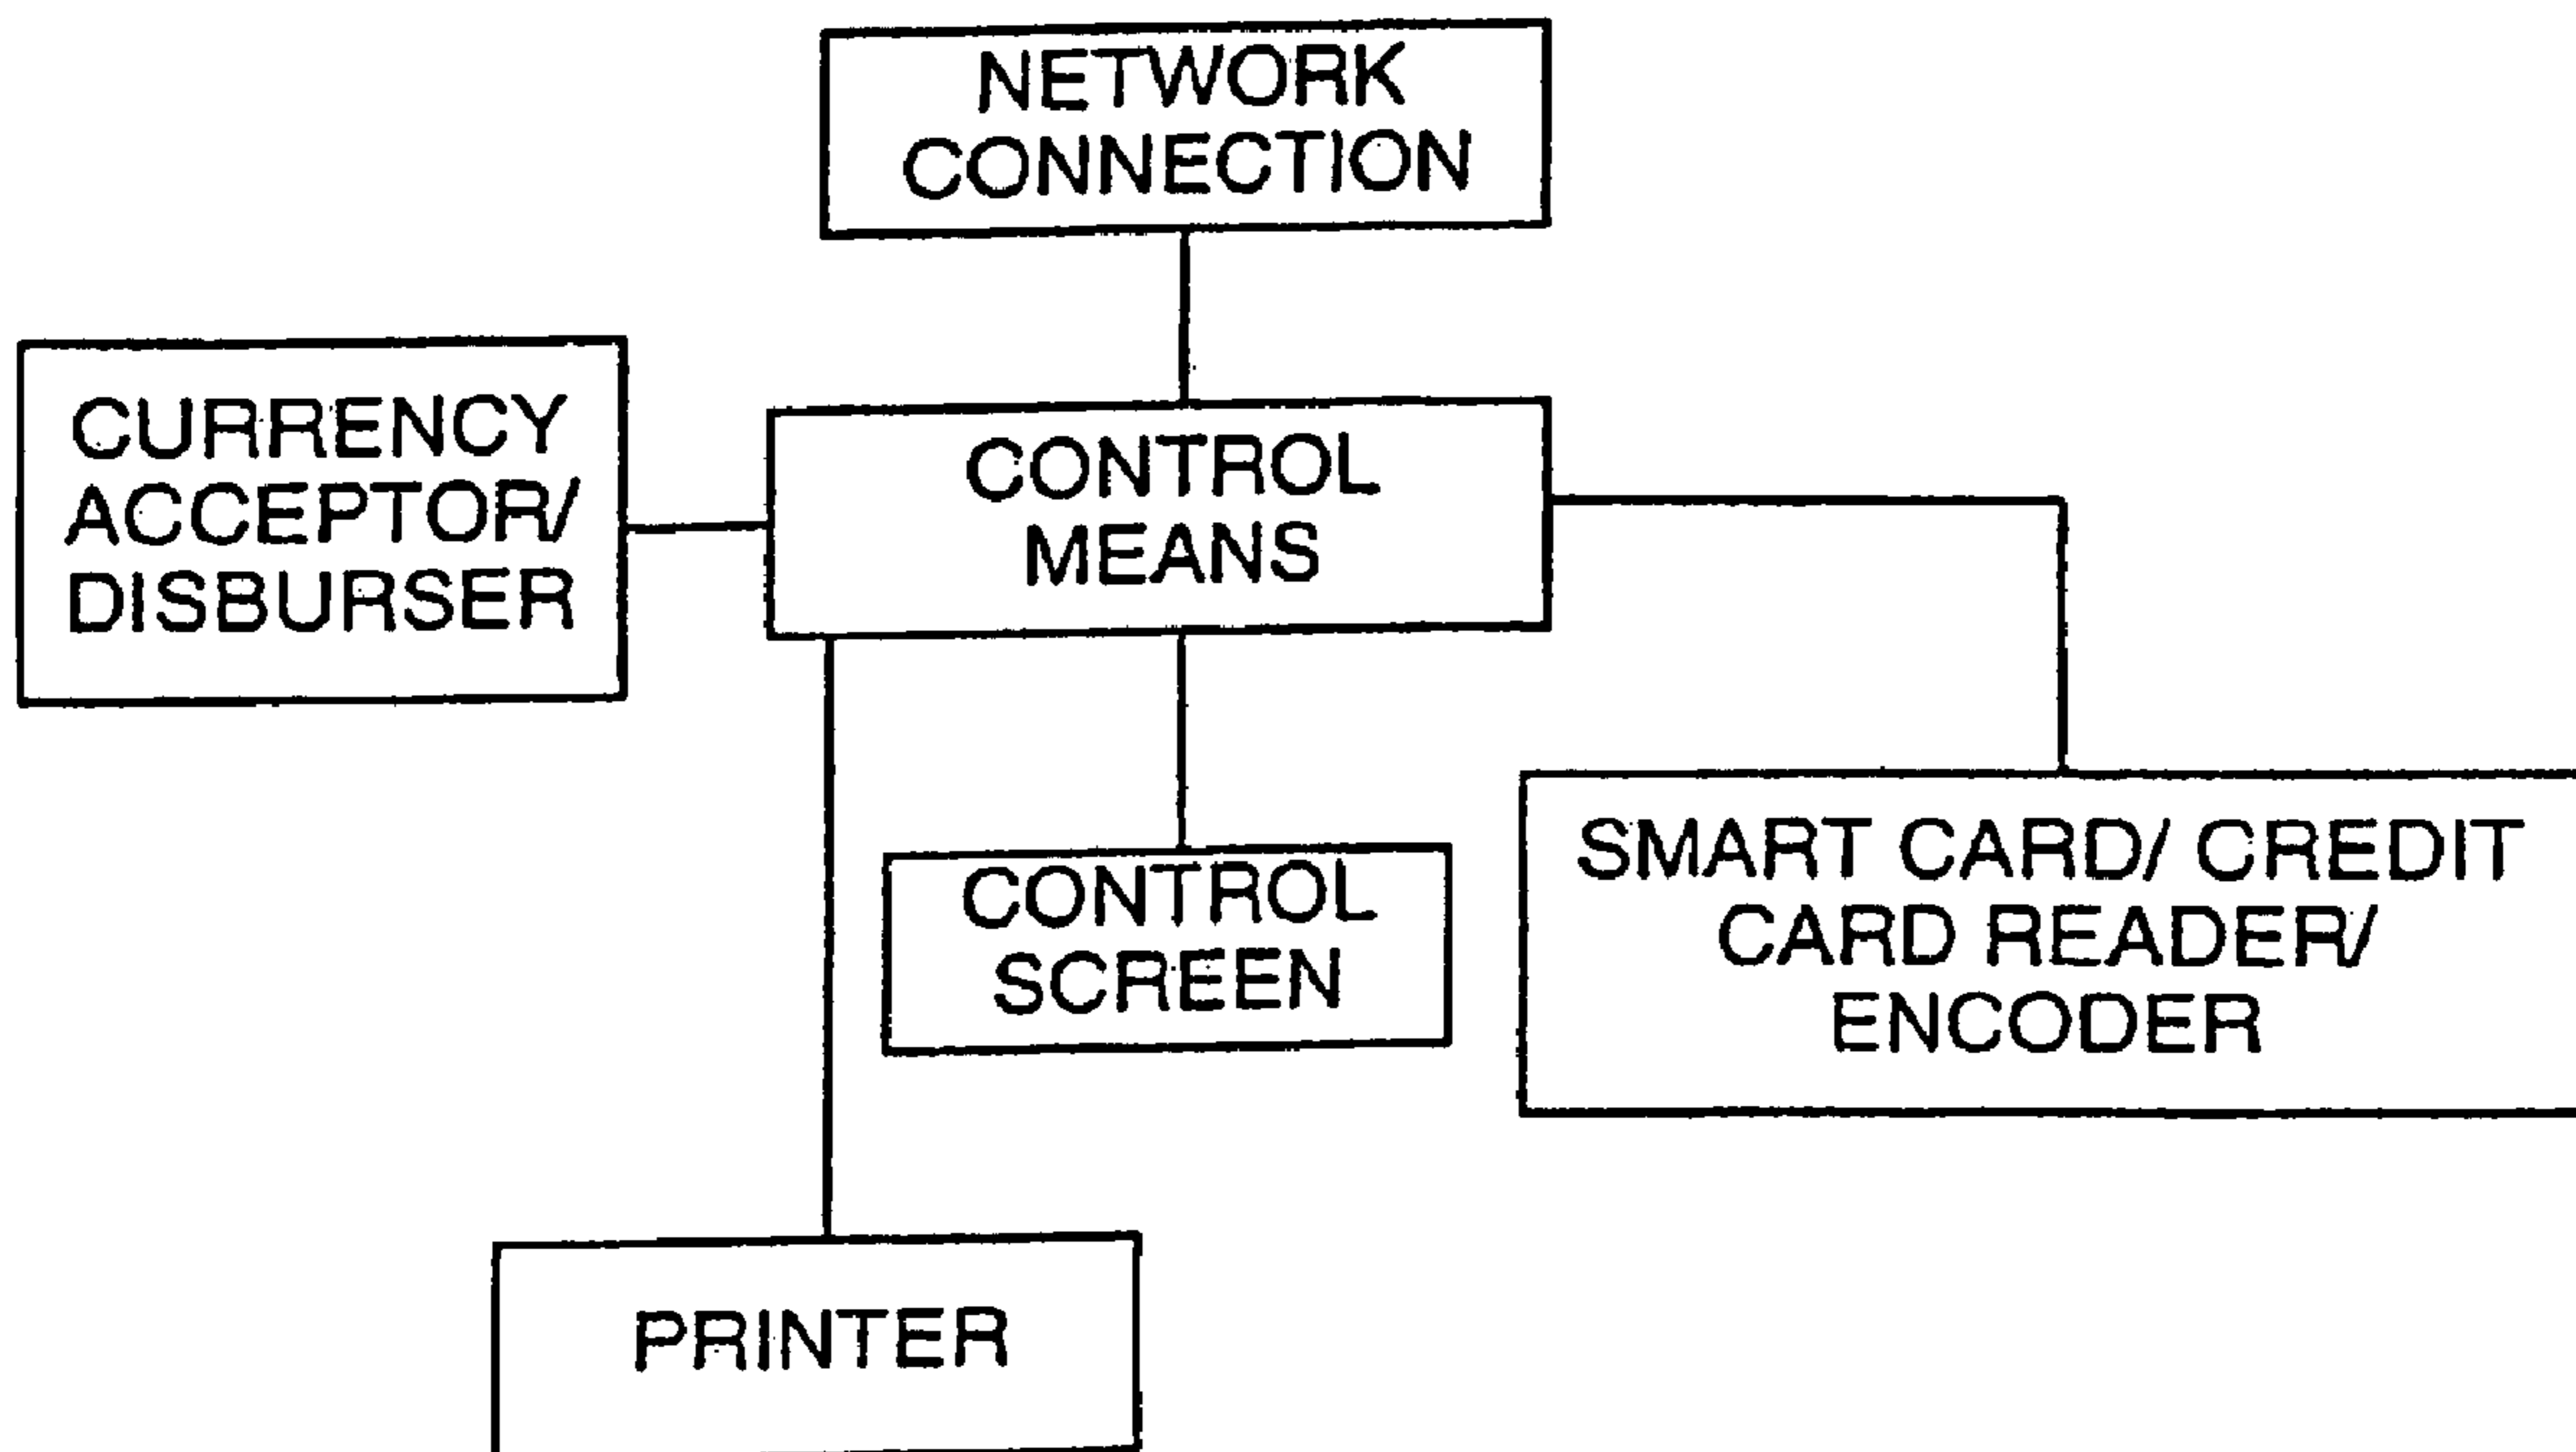 NETWORK
CONNECTION
CURRENCY
ACCEPTOR/
DISBURSER
CONTROL
MEANS
CONTROL
SCREEN
SMART CARD/ CREDIT
CARD READER/
ENCODER
PRINTER